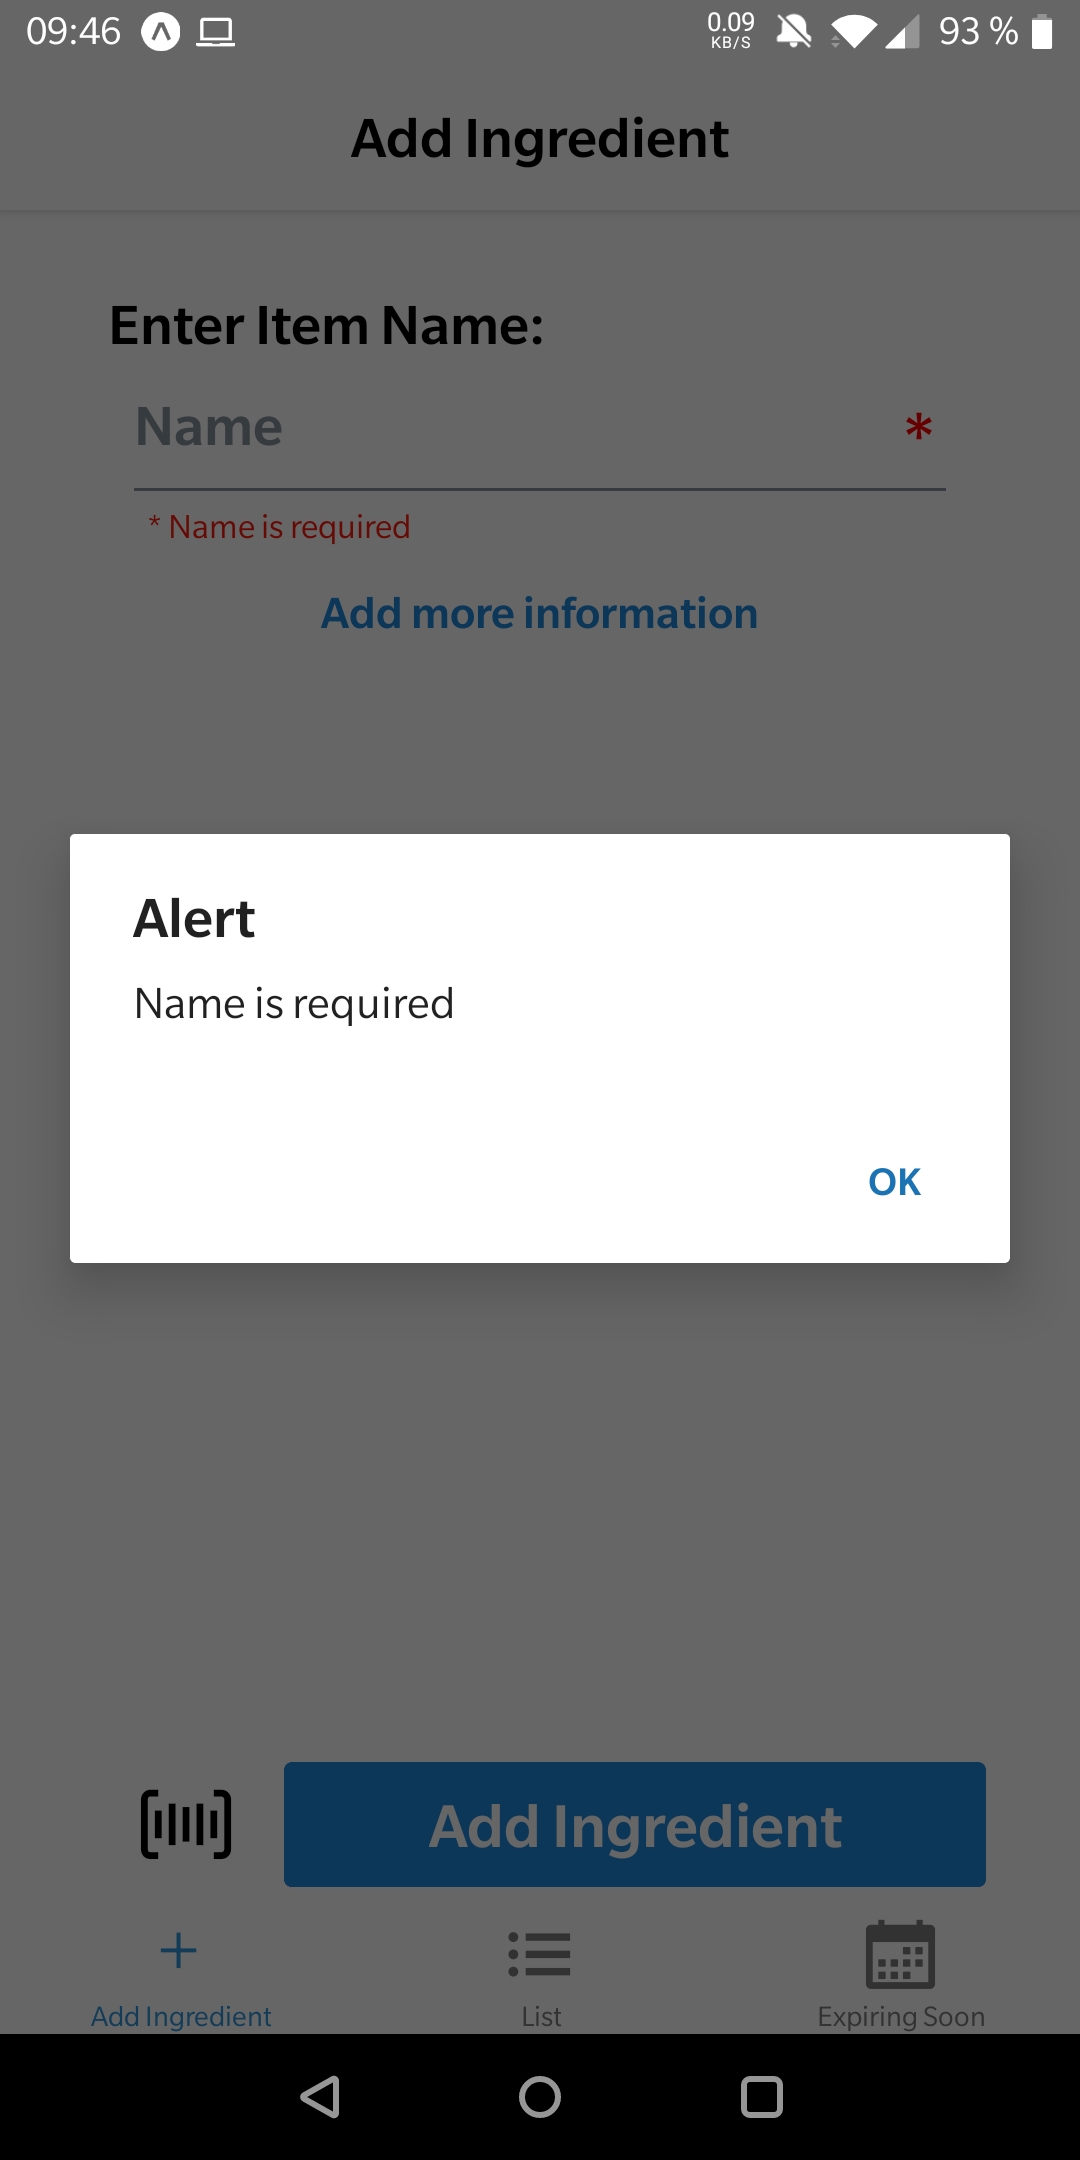 09:46
0.09
KB/S
93 %
Add Ingredient
Enter Item Name:
Name *
* Name is required
Add more information
Alert
Name is required
OK
Add Ingredient
Add Ingredient
List
Expiring Soon